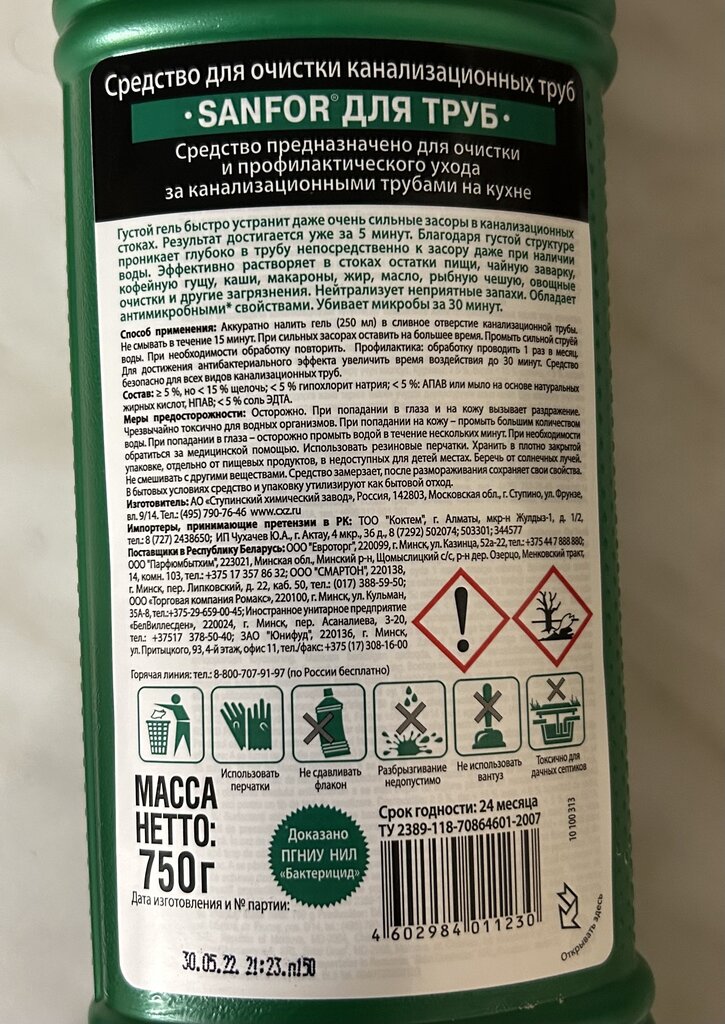 Средство для очистки канализационных труб
·SANFOR® ДЛЯ ТРУБ·
Средство предназначено для очистки
и профилактического ухода
за канализационными трубами на кухне
Густой гель быстро устранит даже очень сильные засоры в канализационных
стоках. Результат достигается уже за 5 минут. Благодаря густой структуре
проникает глубоко в трубу непосредственно к засору даже при наличии
воды. Эффективно растворяет в стоках остатки пищи, чайную заварку,
кофейную гущу, каши, макароны, жир, масло, рыбную чешую, овощные
очистки и другие загрязнения. Нейтрализует неприятные запахи. Обладает
антимикробными* свойствами. Убивает микробы за 30 минут.
Способ применения: Аккуратно налить гель (250 мл) в сливное отверстие канализационной трубы.
Не смывать в течение 15 минут. При сильных засорах оставить на большее время. Промыть сильной струёй
воды. При необходимости обработку повторить. Профилактика: обработку проводить 1 раз в месяц.
Для достижения антибактериального эффекта увеличить время воздействия до 30 минут. Средство
безопасно для всех видов канализационных труб.
Состав: ≥ 5 %, но < 15 % щелочь; < 5 % гипохлорит натрия; < 5 %: АПАВ или мыло на основе натуральных
жирных кислот, НПАВ; < 5 % соль ЭДТА.
Меры предосторожности: Осторожно. При попадании в глаза и на кожу вызывает раздражение.
Чрезвычайно токсично для водных организмов. При попадании на кожу – промыть большим количеством
воды. При попадании в глаза – осторожно промыть водой в течение нескольких минут. При необходимости
обратиться за медицинской помощью. Использовать резиновые перчатки. Хранить в плотно закрытой
упаковке, отдельно от пищевых продуктов, в недоступных для детей местах. Беречь от солнечных лучей.
Не смешивать с другими веществами. Средство замерзает, после размораживания сохраняет свои свойства.
В бытовых условиях средство и упаковку утилизируют как бытовой отход.
Изготовитель: АО «Ступинский химический завод», Россия, 142803, Московская обл., г. Ступино, ул. Фрунзе,
вл. 9/14. Тел.: (495) 790-76-46 www.cxz.ru
Импортеры, принимающие претензии в РК: ТОО "Коктем", г. Алматы, мкр-н Жулдыз-1, д. 1/2,
тел.: 8 (727) 2438650; ИП Чухачев Ю.А., г. Актау, 4 мкр., 36 д., 8 (7292) 502074; 503301; 344577
Поставщики в Республику Беларусь: ООО "Евроторг", 220099, г. Минск, ул. Казинца, 52а-22, тел.: +375 44 7 888 880;
ООО "Парфюмбытхим", 223021, Минская обл., Минский р-н, Щомыслицкий с/с, р-н дер. Озерцо, Менковский тракт,
14, комн. 103, тел.: +375 17 357 86 32; ООО "СМАРТОН", 220138,
г. Минск, пер. Липковский, д. 22, каб. 50, тел.: (017) 388-59-50;
ООО «Торговая компания Ромакс», 220100, г. Минск, ул. Кульман,
35А-8, тел.:+375-29-659-00-45; Иностранное унитарное предприятие
«БелВиллесден», 220024, г. Минск, пер. Асаналиева, 3-20,
тел.: +37517 378-50-40; ЗАО "Юнифуд", 220136, г. Минск,
ул. Притыцкого, 93, 4-й этаж, офис 11, тел./факс: +375 (17) 308-16-00
Горячая линия: тел.: 8-800-707-91-97 (по России бесплатно)
Использовать
перчатки
Не сдавливать
флакон
Разбрызгивание
недопустимо
Не использовать
вантуз
Токсично для
дачных септиков
МАССА
НЕТТО:
750г
Доказано
ПГНИУ НИЛ
«Бактерицид»
Срок годности: 24 месяца
ТУ 2389-118-70864601-2007
10 100 313
4 602984 011230
Открывать здесь
Дата изготовления и № партии:
30.05.22 21:23.п150